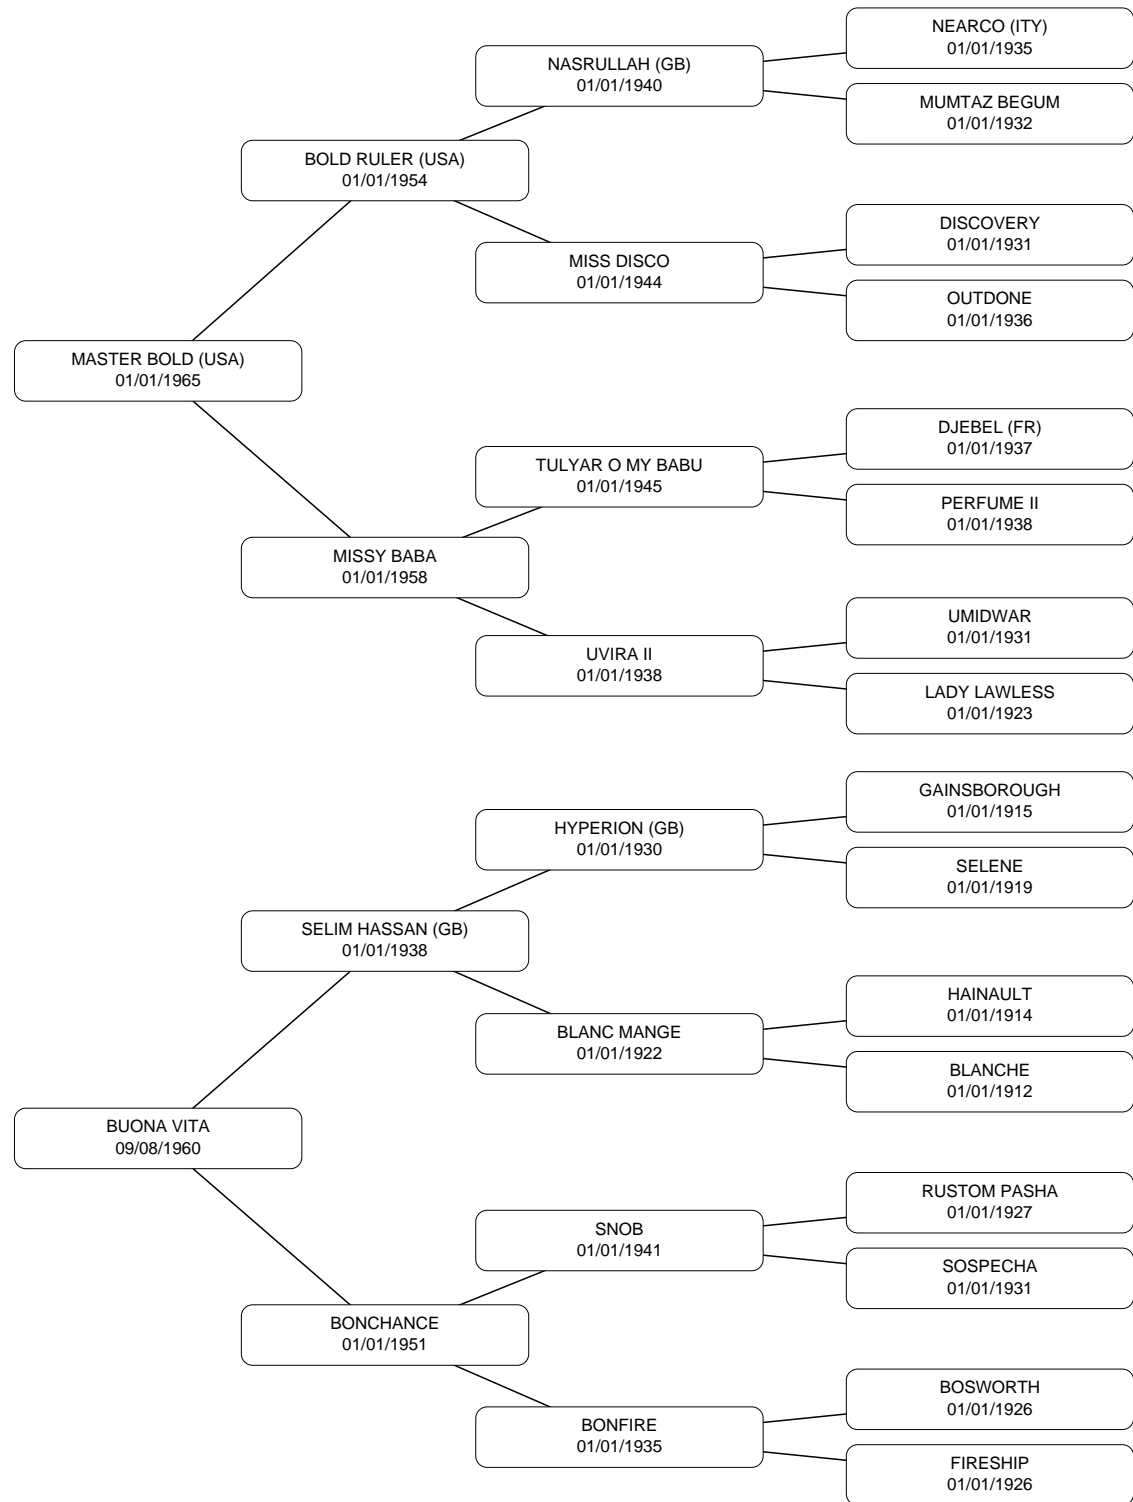 NEARCO (ITY)
01/01/1935
NASRULLAH (GB)
01/01/1940
MUMTAZ BEGUM
01/01/1932
BOLD RULER (USA)
01/01/1954
DISCOVERY
01/01/1931
MISS DISCO
01/01/1944
OUTDONE
01/01/1936
MASTER BOLD (USA)
01/01/1965
DJEBEL (FR)
01/01/1937
TULYAR O MY BABU
01/01/1945
PERFUME II
01/01/1938
MISSY BABA
01/01/1958
UMIDWAR
01/01/1931
UVIRA II
01/01/1938
LADY LAWLESS
01/01/1923
GAINSBOROUGH
01/01/1915
HYPERION (GB)
01/01/1930
SELENE
01/01/1919
SELIM HASSAN (GB)
01/01/1938
HAINAULT
01/01/1914
BLANC MANGE
01/01/1922
BLANCHE
01/01/1912
BUONA VITA
09/08/1960
RUSTOM PASHA
01/01/1927
SNOB
01/01/1941
SOSPECHA
01/01/1931
BONCHANCE
01/01/1951
BOSWORTH
01/01/1926
BONFIRE
01/01/1935
FIRESHIP
01/01/1926